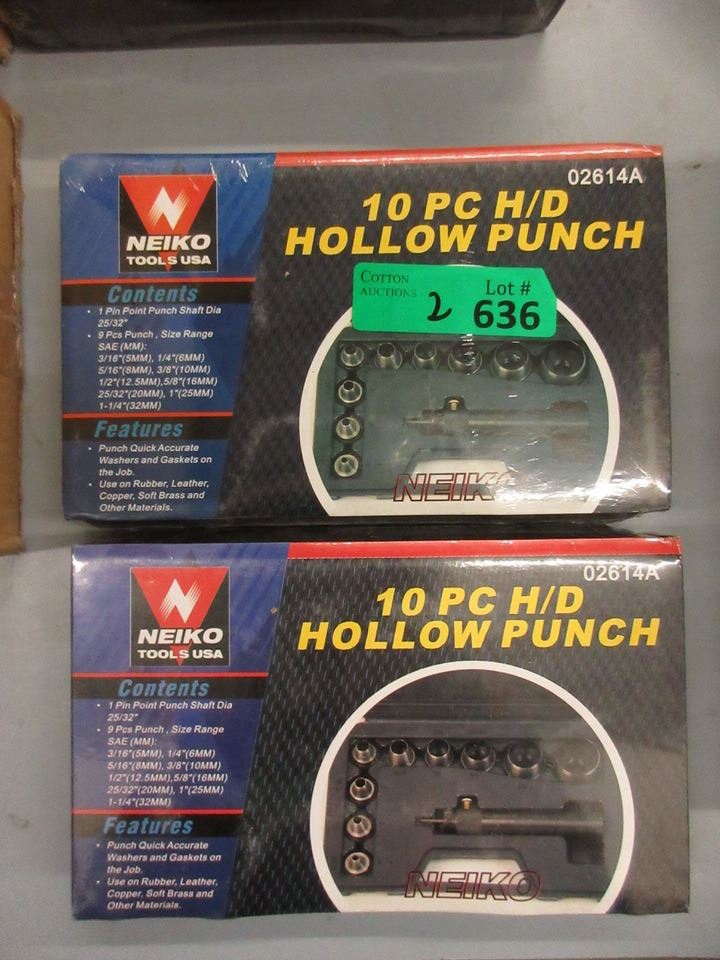 02614A
10 PC H/D
HOLLOW PUNCH
NEIKO
TOOLS USA
COTTON
AUCTIONS
2
Lot #
636
Contents
• 1 Pin Point Punch Shaft Dia
25/32"
• 9 Pcs Punch , Size Range
SAE (MM):
3/16"(5MM), 1/4"(6MM)
5/16"(8MM), 3/8"(10MM)
1/2"(12.5MM),5/8"(16MM)
25/32"(20MM), 1"(25MM)
1-1/4"(32MM)
Features
• Punch Quick Accurate
Washers and Gaskets on
the Job.
• Use on Rubber, Leather,
Copper, Soft Brass and
Other Materials.
NEIKO
02614A
10 PC H/D
HOLLOW PUNCH
NEIKO
TOOLS USA
Contents
• 1 Pin Point Punch Shaft Dia
25/32"
• 9 Pcs Punch , Size Range
SAE (MM):
3/16"(5MM), 1/4"(6MM)
5/16"(8MM), 3/8"(10MM)
1/2"(12.5MM),5/8"(16MM)
25/32"(20MM), 1"(25MM)
1-1/4"(32MM)
Features
• Punch Quick Accurate
Washers and Gaskets on
the Job.
• Use on Rubber, Leather,
Copper, Soft Brass and
Other Materials.
NEIKO